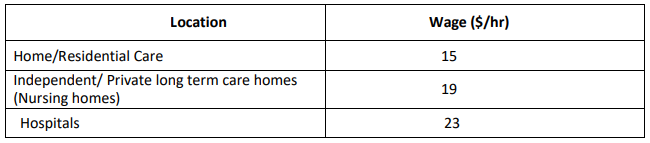 Location Wage ($/hr)
Home/Residential Care 15
Independent/ Private long term care homes
(Nursing homes) 19
Hospitals 23